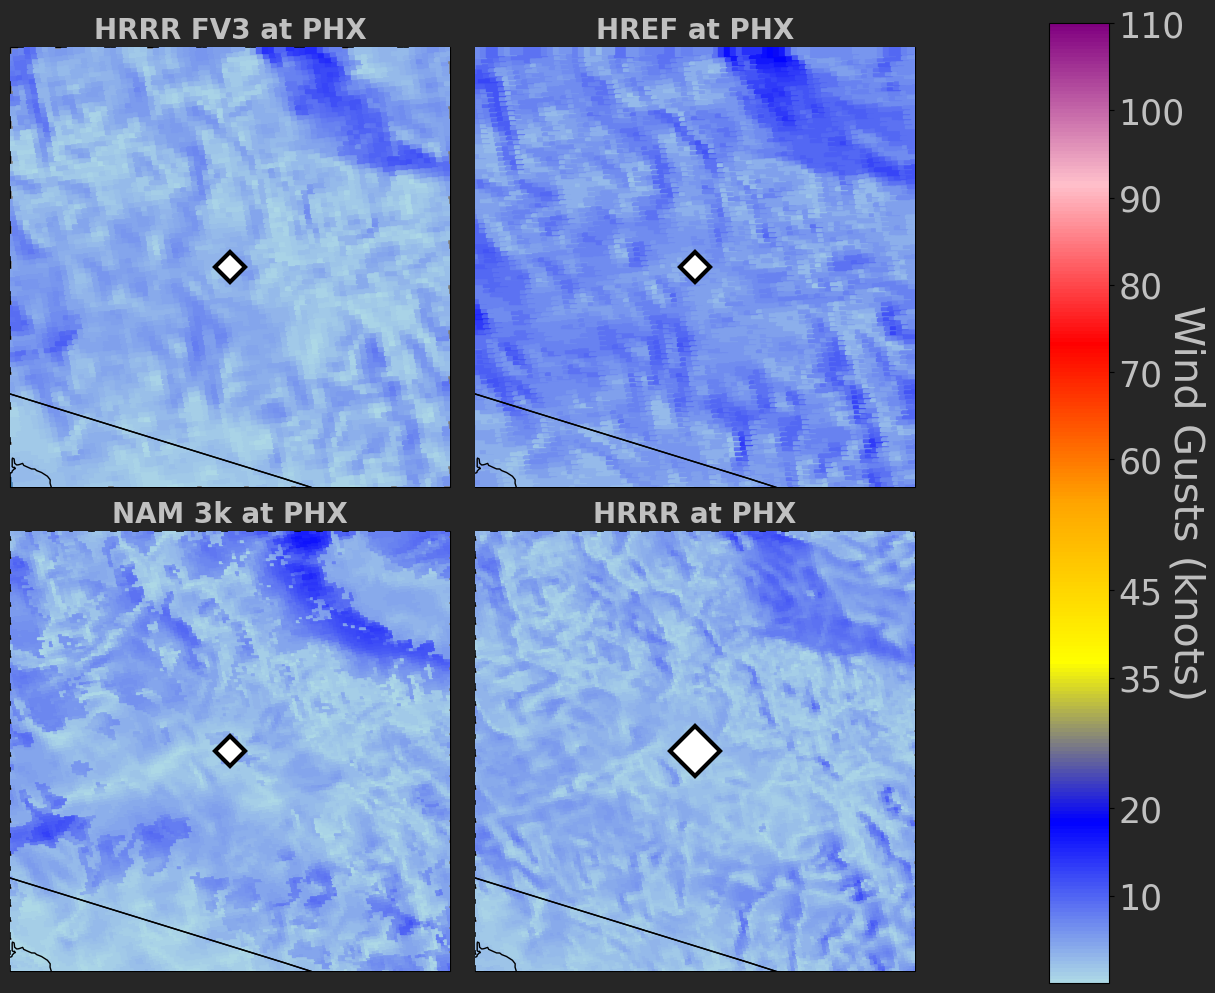 HRRR FV3 at PHX
HREF at PHX
NAM 3k at PHX
HRRR at PHX
110
100
90
80
70
60
45
35
20
10
Wind Gusts (knots)